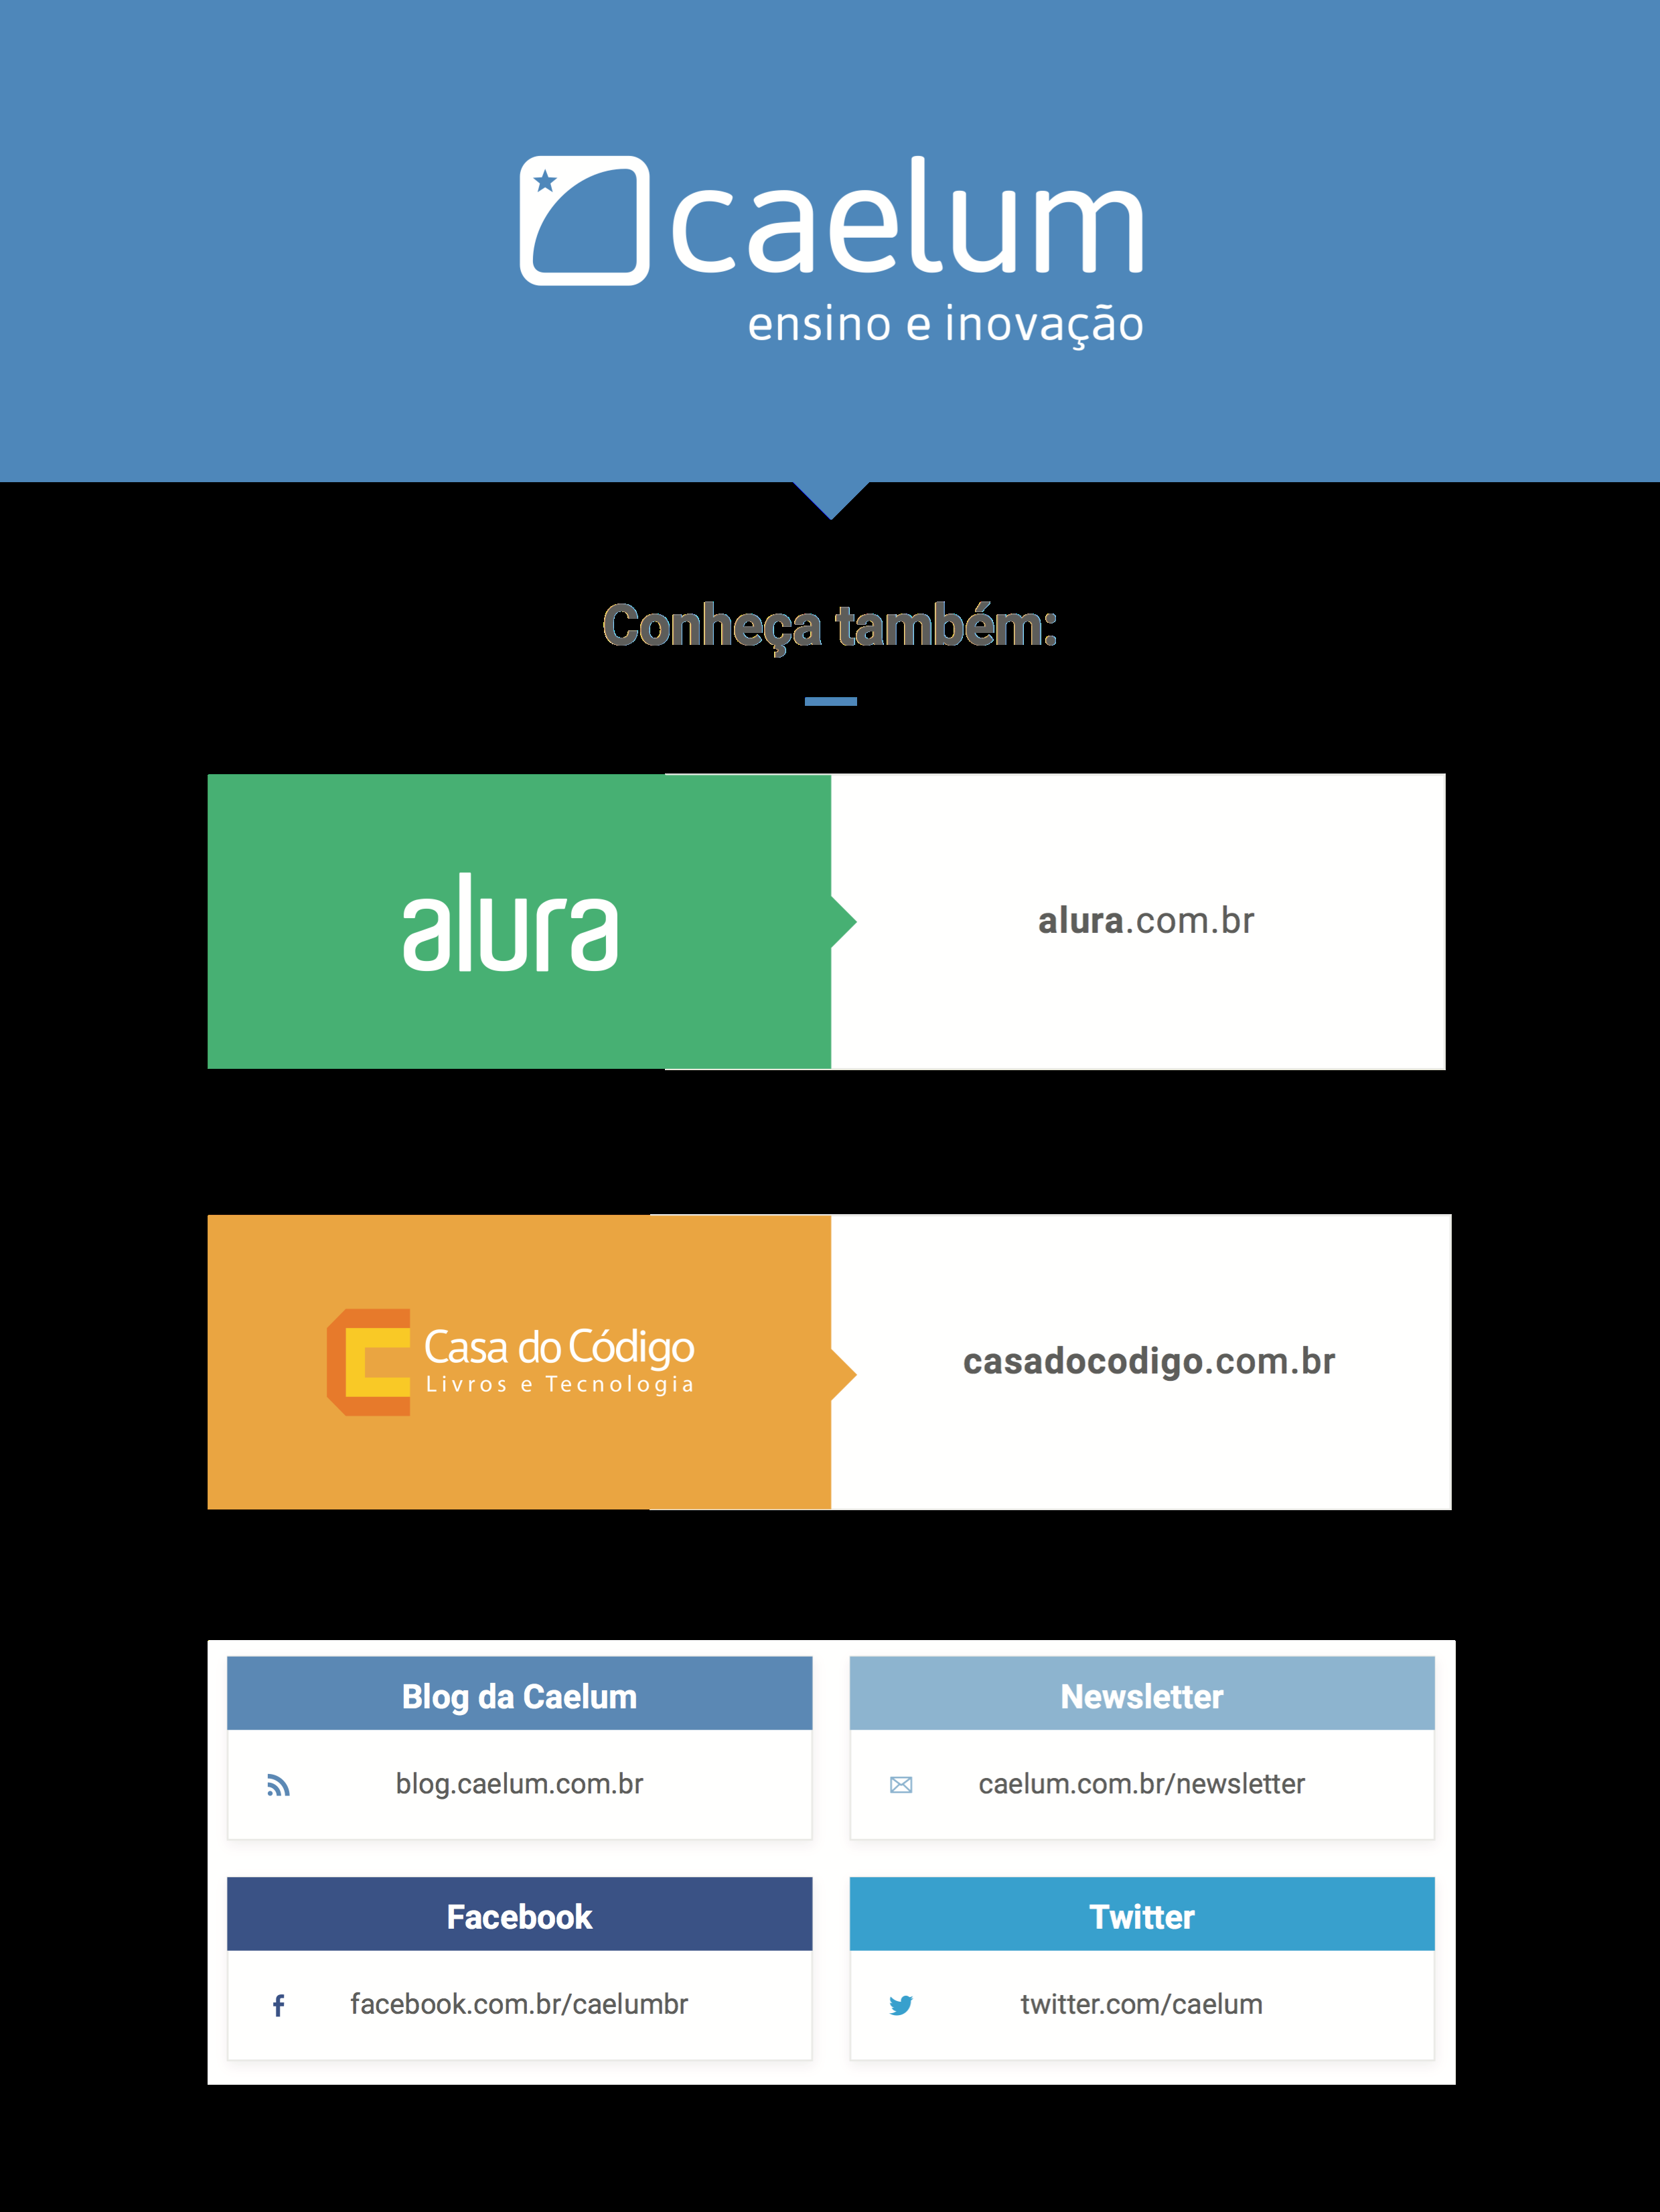 caelum
ensino e inovação
Conheça também:
alura
alura.com.br
Casa do Código
Livros e Tecnologia
casadocodigo.com.br
Blog da Caelum
blog.caelum.com.br
Newsletter
caelum.com.br/newsletter
Facebook
facebook.com.br/caelumbr
Twitter
twitter.com/caelum